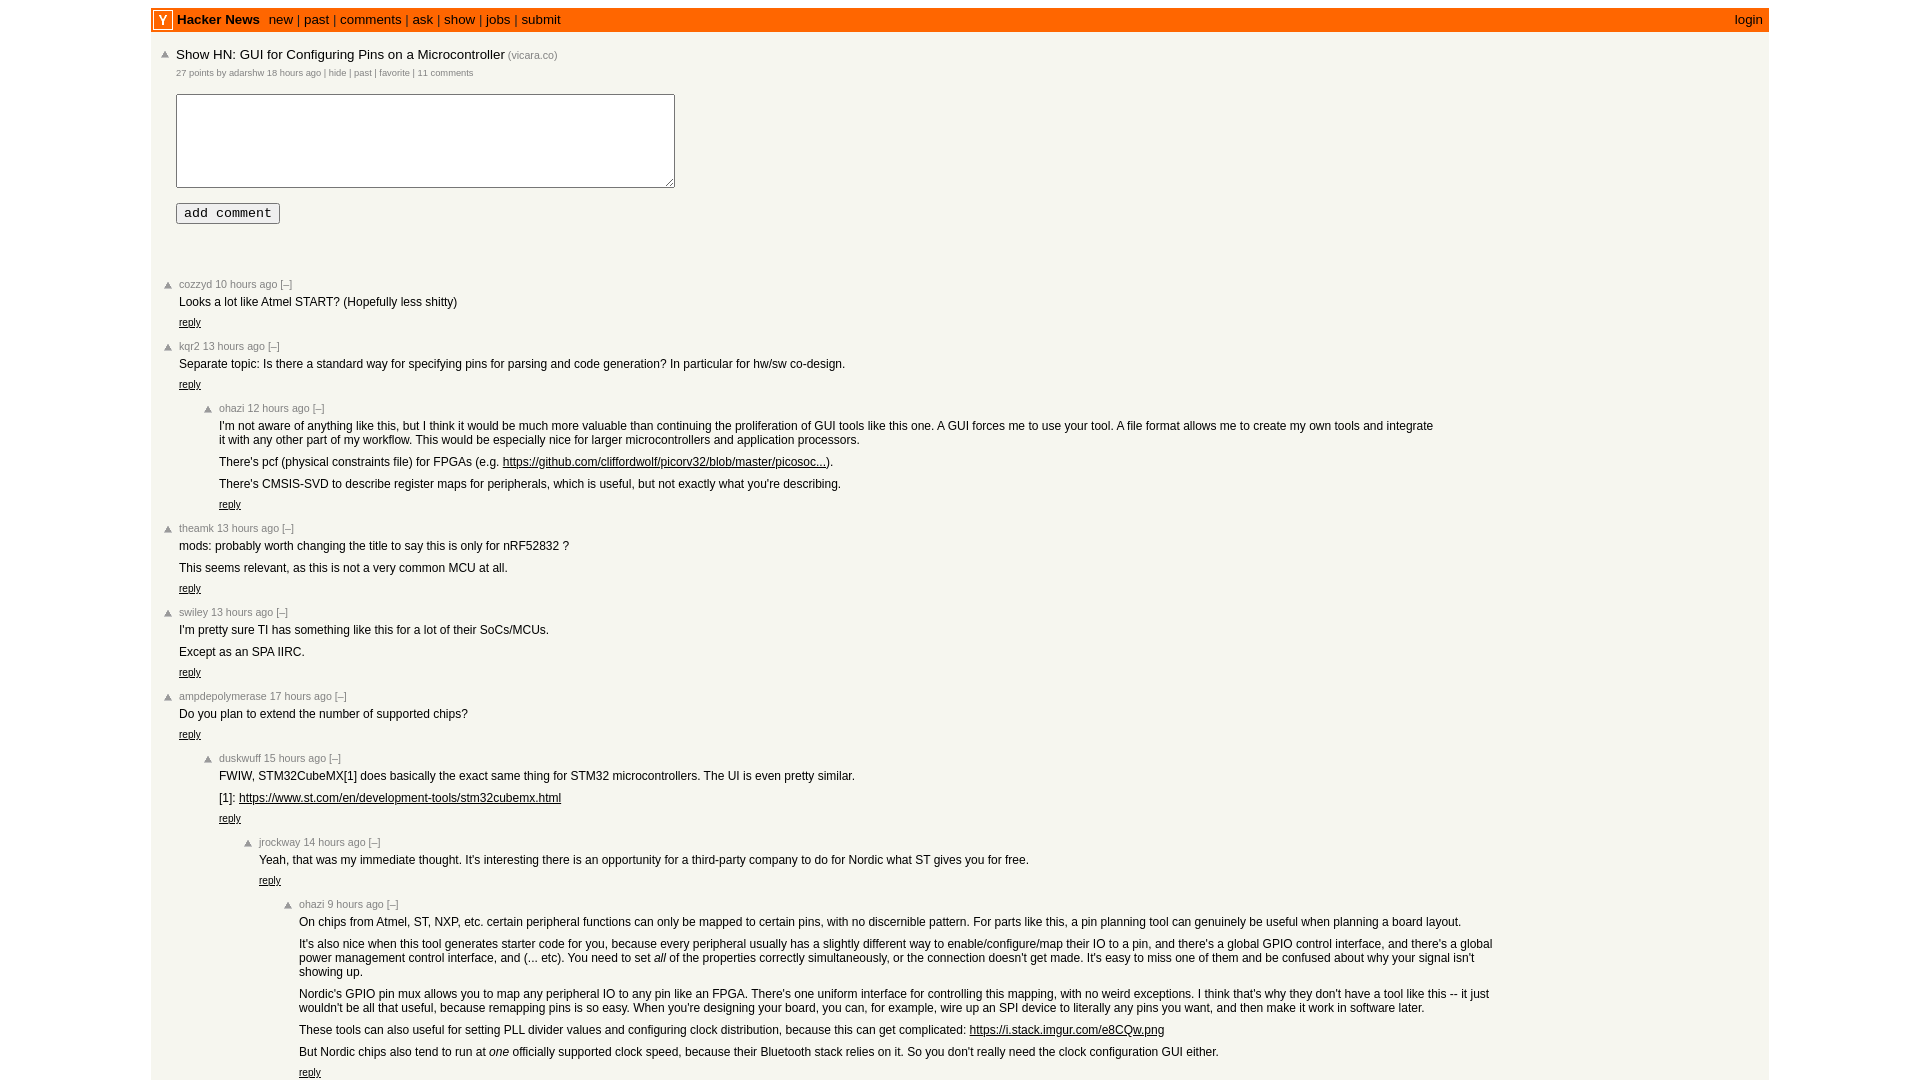 Y Hacker News new | past | comments | ask | show | jobs | submit login
Show HN: GUI for Configuring Pins on a Microcontroller (vicara.co)
27 points by adarshw 18 hours ago | hide | past | favorite | 11 comments
add comment
cozzyd 10 hours ago [–]
Looks a lot like Atmel START? (Hopefully less shitty)
reply
kqr2 13 hours ago [–]
Separate topic: Is there a standard way for specifying pins for parsing and code generation? In particular for hw/sw co-design.
reply
ohazi 12 hours ago [–]
I'm not aware of anything like this, but I think it would be much more valuable than continuing the proliferation of GUI tools like this one. A GUI forces me to use your tool. A file format allows me to create my own tools and integrate
it with any other part of my workflow. This would be especially nice for larger microcontrollers and application processors.
There's pcf (physical constraints file) for FPGAs (e.g. https://github.com/cliffordwolf/picorv32/blob/master/picosoc...).
There's CMSIS-SVD to describe register maps for peripherals, which is useful, but not exactly what you're describing.
reply
theamk 13 hours ago [–]
mods: probably worth changing the title to say this is only for nRF52832 ?
This seems relevant, as this is not a very common MCU at all.
reply
swiley 13 hours ago [–]
I'm pretty sure TI has something like this for a lot of their SoCs/MCUs.
Except as an SPA IIRC.
reply
ampdepolymerase 17 hours ago [–]
Do you plan to extend the number of supported chips?
reply
duskwuff 15 hours ago [–]
FWIW, STM32CubeMX[1] does basically the exact same thing for STM32 microcontrollers. The UI is even pretty similar.
[1]: https://www.st.com/en/development-tools/stm32cubemx.html
reply
jrockway 14 hours ago [–]
Yeah, that was my immediate thought. It's interesting there is an opportunity for a third-party company to do for Nordic what ST gives you for free.
reply
ohazi 9 hours ago [–]
On chips from Atmel, ST, NXP, etc. certain peripheral functions can only be mapped to certain pins, with no discernible pattern. For parts like this, a pin planning tool can genuinely be useful when planning a board layout.
It's also nice when this tool generates starter code for you, because every peripheral usually has a slightly different way to enable/configure/map their IO to a pin, and there's a global GPIO control interface, and there's a global
power management control interface, and (... etc). You need to set all of the properties correctly simultaneously, or the connection doesn't get made. It's easy to miss one of them and be confused about why your signal isn't
showing up.
Nordic's GPIO pin mux allows you to map any peripheral IO to any pin like an FPGA. There's one uniform interface for controlling this mapping, with no weird exceptions. I think that's why they don't have a tool like this -- it just
wouldn't be all that useful, because remapping pins is so easy. When you're designing your board, you can, for example, wire up an SPI device to literally any pins you want, and then make it work in software later.
These tools can also useful for setting PLL divider values and configuring clock distribution, because this can get complicated: https://i.stack.imgur.com/e8CQw.png
But Nordic chips also tend to run at one officially supported clock speed, because their Bluetooth stack relies on it. So you don't really need the clock configuration GUI either.
reply